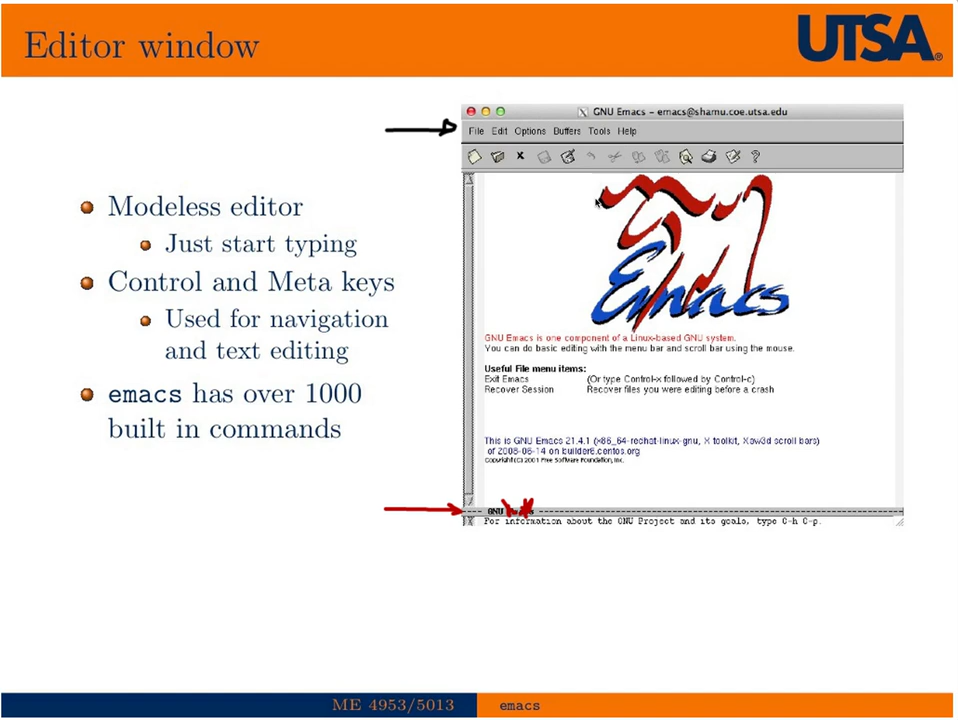 Editor window
UTSA®
Modeless editor
Just start typing
Control and Meta keys
Used for navigation
and text editing
emacs has over 1000
built in commands
GNU Emacs - emacs@shamu.coe.utsa.edu
File Edit Options Buffers Tools Help
Emacs
GNU Emacs is one component of a Linux-based GNU system.
You can do basic editing with the menu bar and scroll bar using the mouse.
Useful File menu items:
Exit Emacs (Or type Control-x followed by Control-c)
Recover Session Recover files you were editing before a crash
This is GNU Emacs 21.4.1 (x86_64-redhat-linux-gnu, X toolkit, Xaw3d scroll bars)
of 2008-06-14 on builder6.centos.org
Copyright (C) 2001 Free Software Foundation, Inc.
GNU
For information about the GNU Project and its goals, type C-h C-p.
ME 4953/5013 emacs